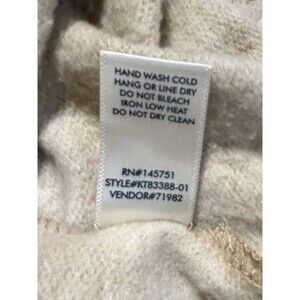 HAND WASH COLD
HANG OR LINE DRY
DO NOT BLEACH
IRON LOW HEAT
DO NOT DRY CLEAN
RN#145751
STYLE#KT83388-01
VENDOR#71982